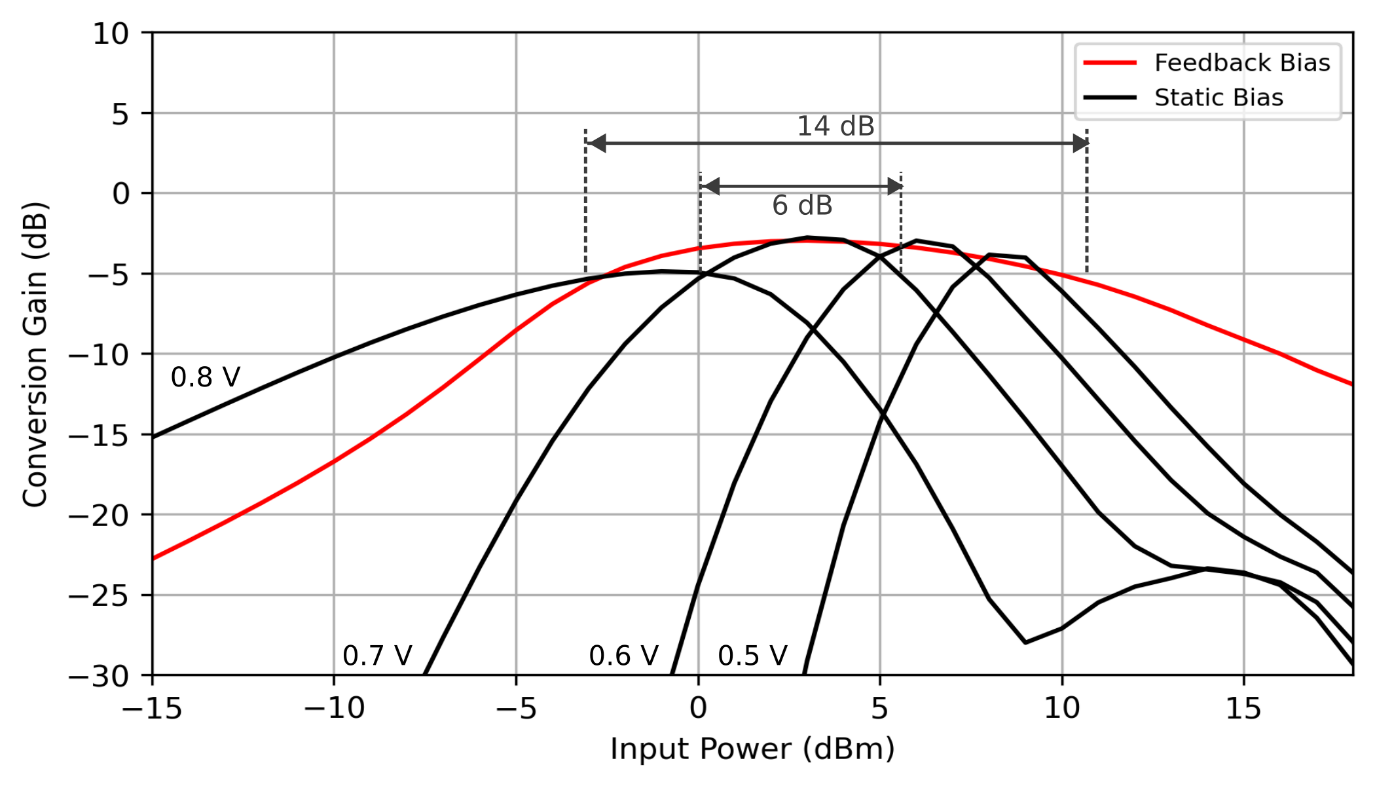 10
5
0
−5
−10
−15
−20
−25
−30
Conversion Gain (dB)
Feedback Bias
Static Bias
14 dB
6 dB
0.8 V
0.7 V
0.6 V
0.5 V
−15
−10
−5
0
5
10
15
Input Power (dBm)